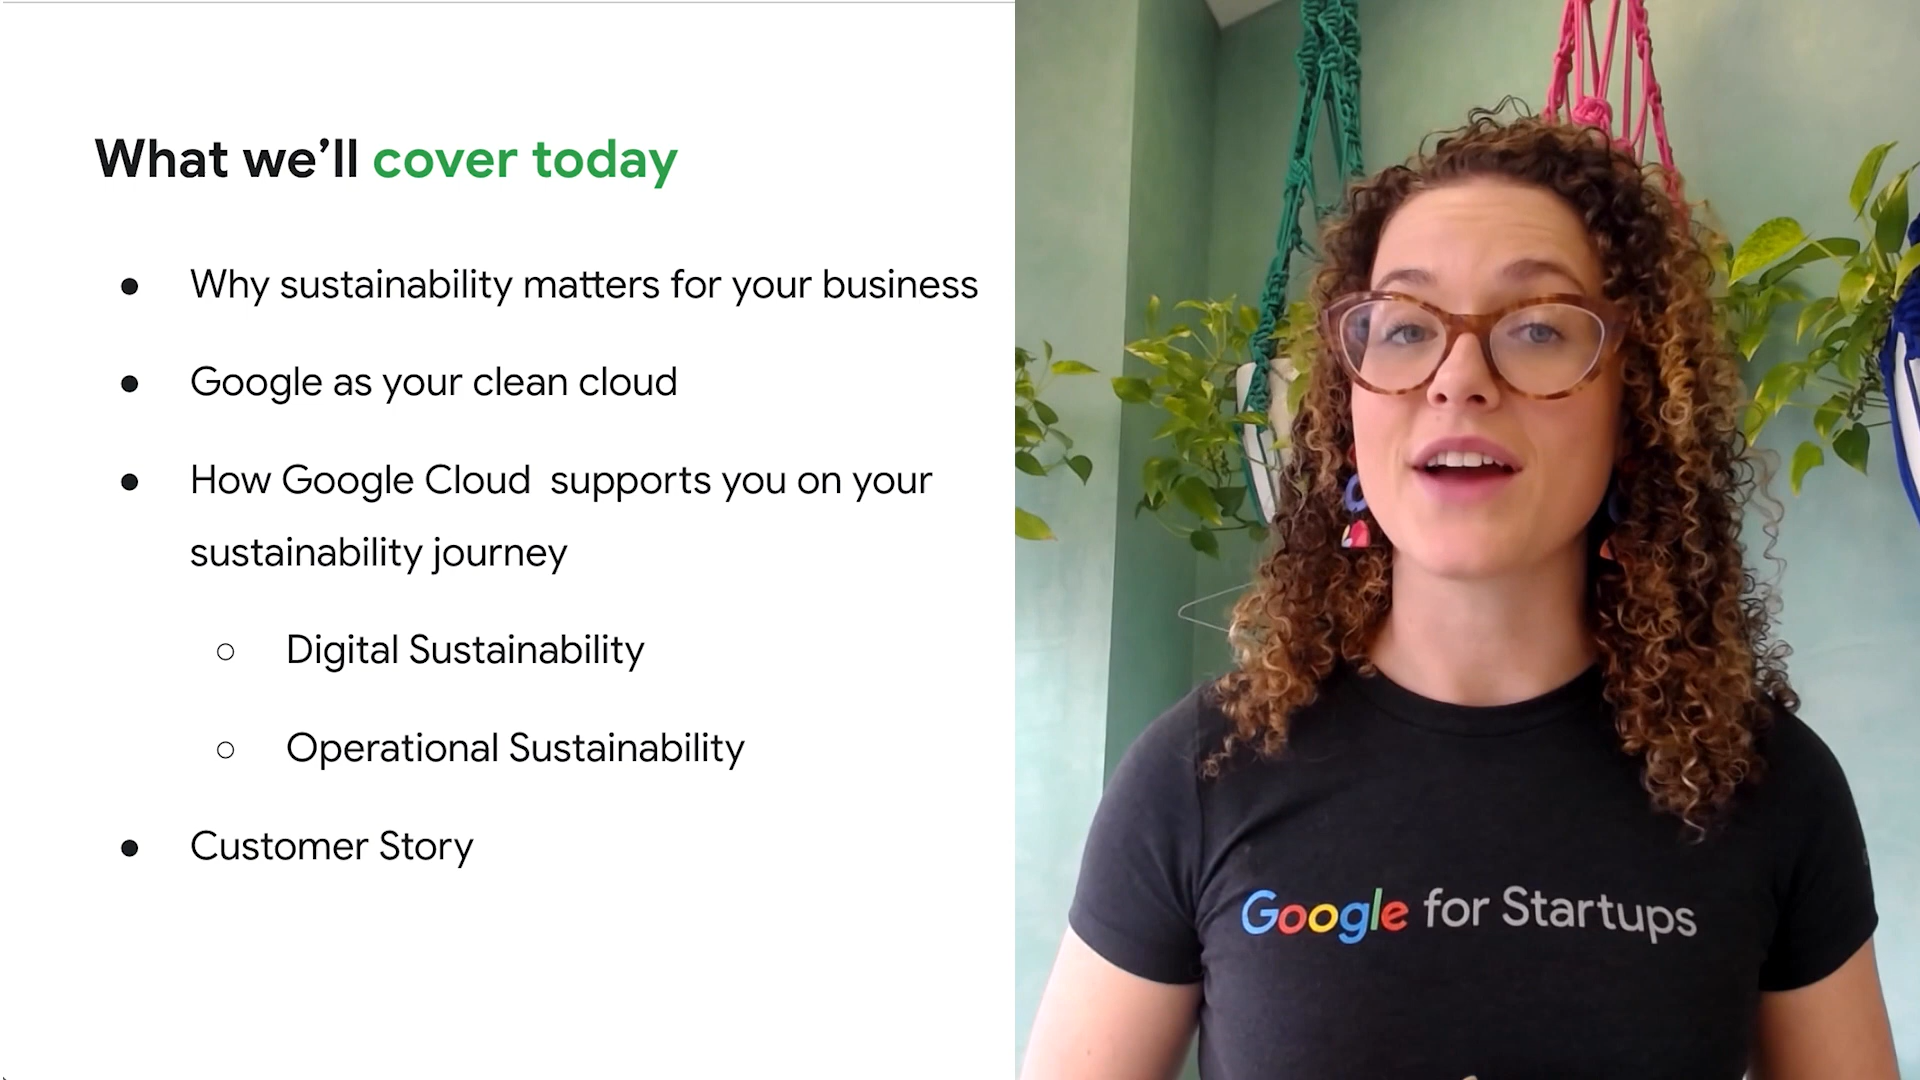 What we’ll cover today
● Why sustainability matters for your business
● Google as your clean cloud
● How Google Cloud  supports you on your
sustainability journey
○ Digital Sustainability
○ Operational Sustainability
● Customer Story
Google for Startups